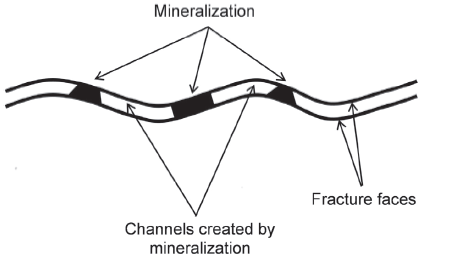 Mineralization
Fracture faces
Channels created by
mineralization